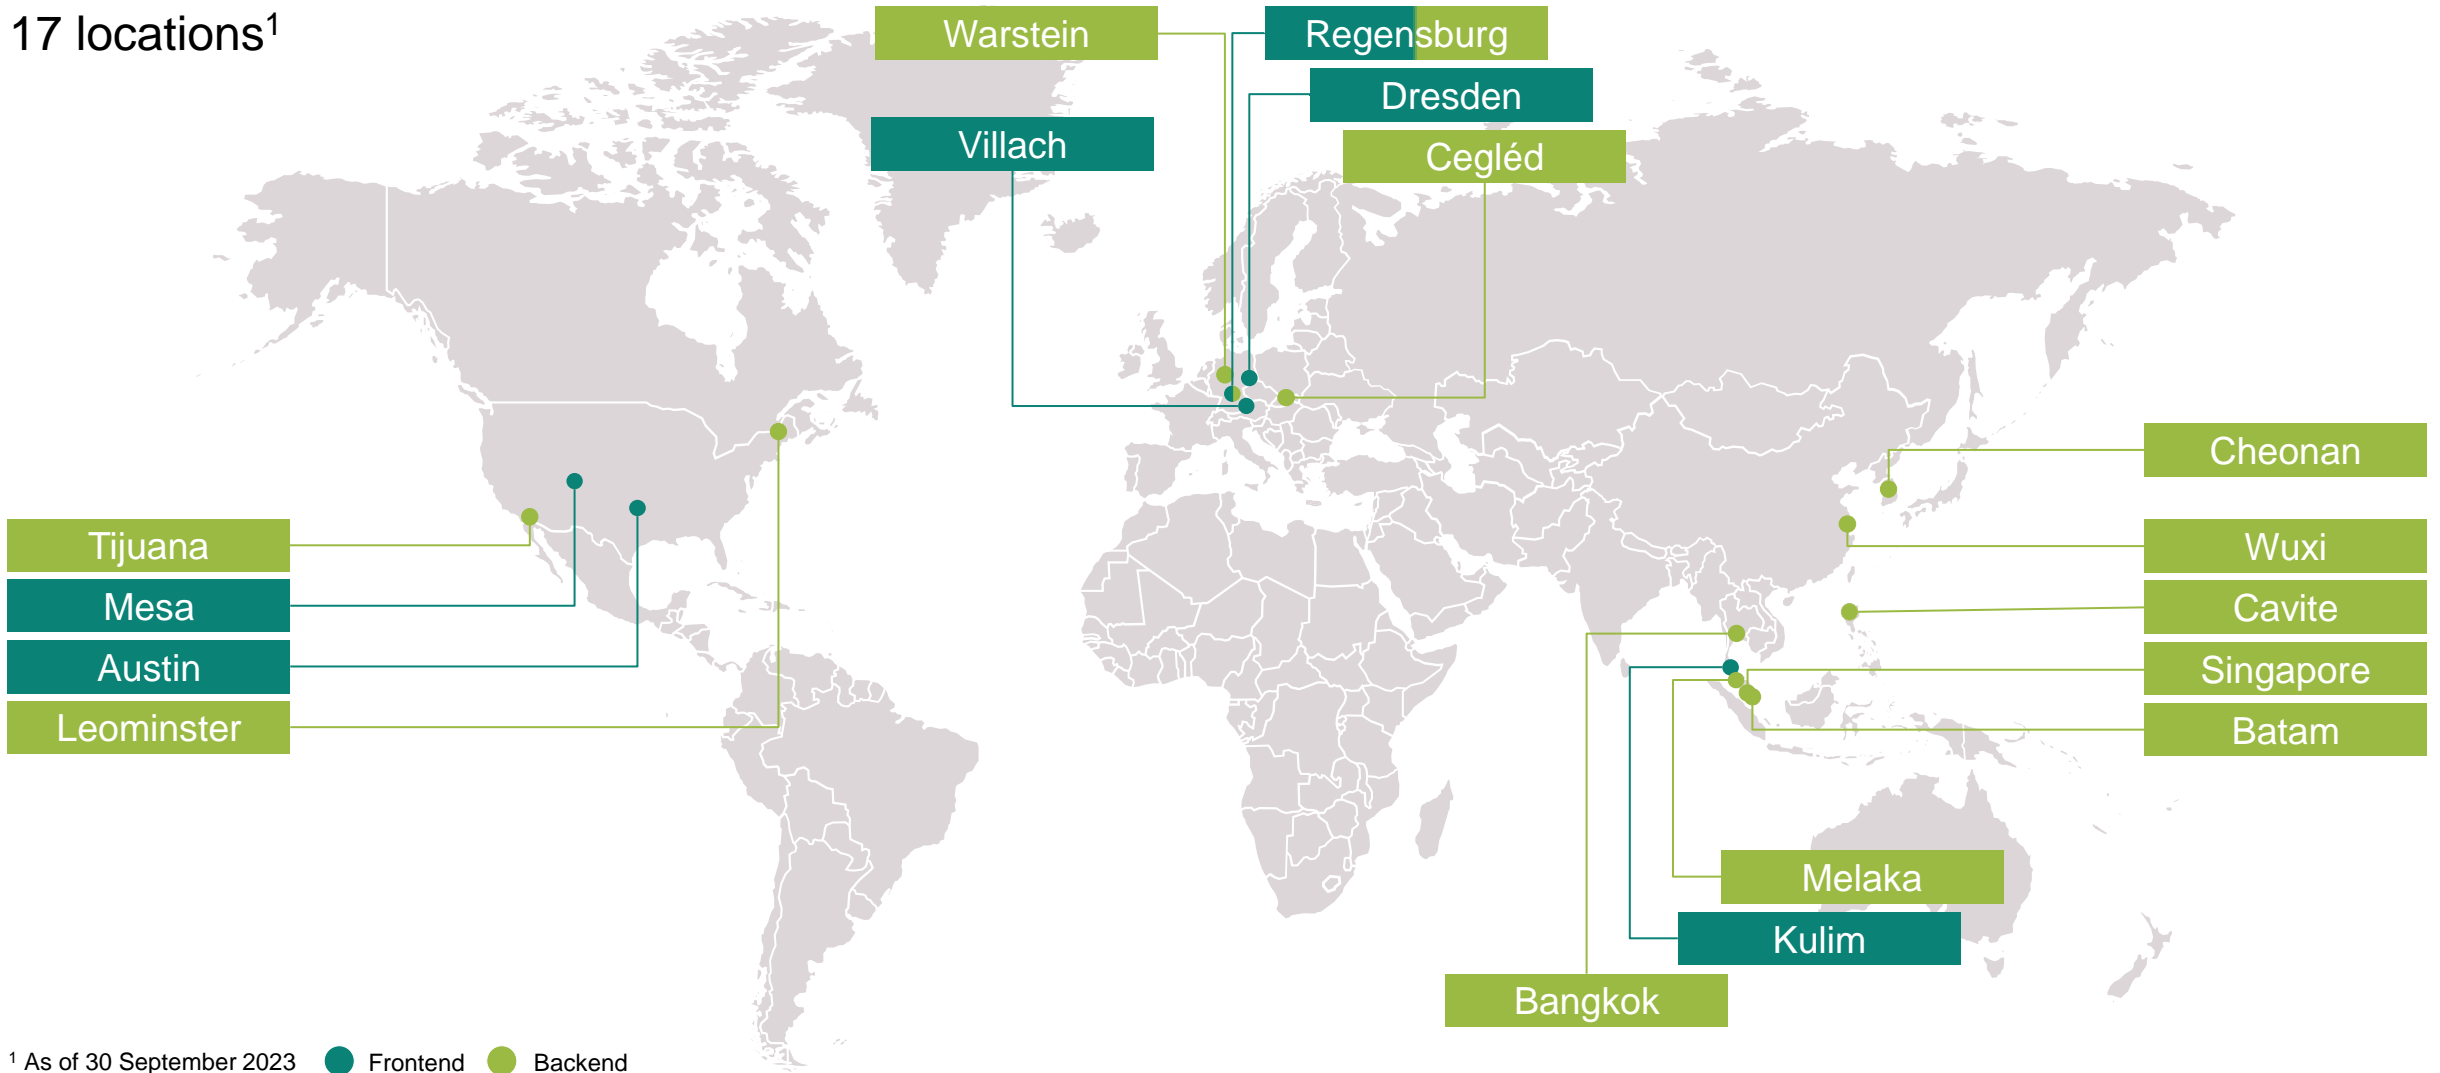 17 locations¹
Warstein
Regensburg
Dresden
Villach
Cegléd
Cheonan
Tijuana
Wuxi
Mesa
Cavite
Austin
Singapore
Leominster
Batam
Melaka
Kulim
Bangkok
¹ As of 30 September 2023 Frontend Backend